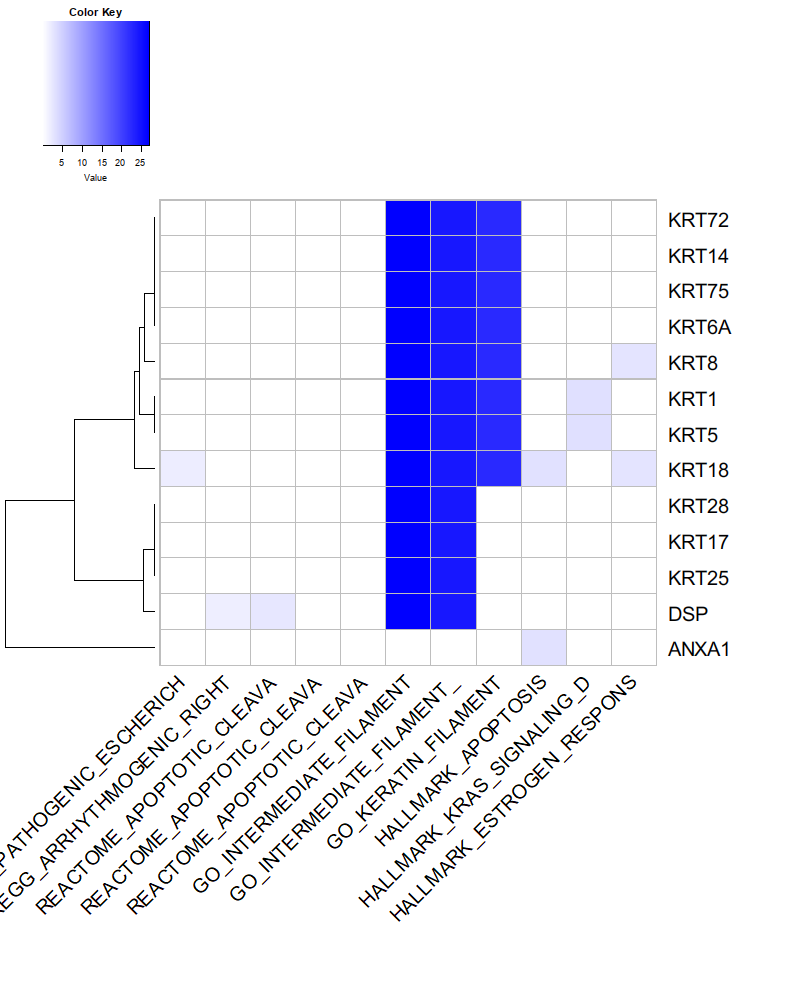 Color Key
5 10 15 20 25
Value
KRT72
KRT14
KRT75
KRT6A
KRT8
KRT1
KRT5
KRT18
KRT28
KRT17
KRT25
DSP
ANXA1
_PATHOGENIC_ESCHERICH
EGG_ARRHYTHMOGENIC_RIGHT
REACTOME_APOPTOTIC_CLEAVA
REACTOME_APOPTOTIC_CLEAVA
REACTOME_APOPTOTIC_CLEAVA
GO_INTERMEDIATE_FILAMENT
GO_INTERMEDIATE_FILAMENT_
GO_KERATIN_FILAMENT
HALLMARK_APOPTOSIS
HALLMARK_KRAS_SIGNALING_D
HALLMARK_ESTROGEN_RESPONS